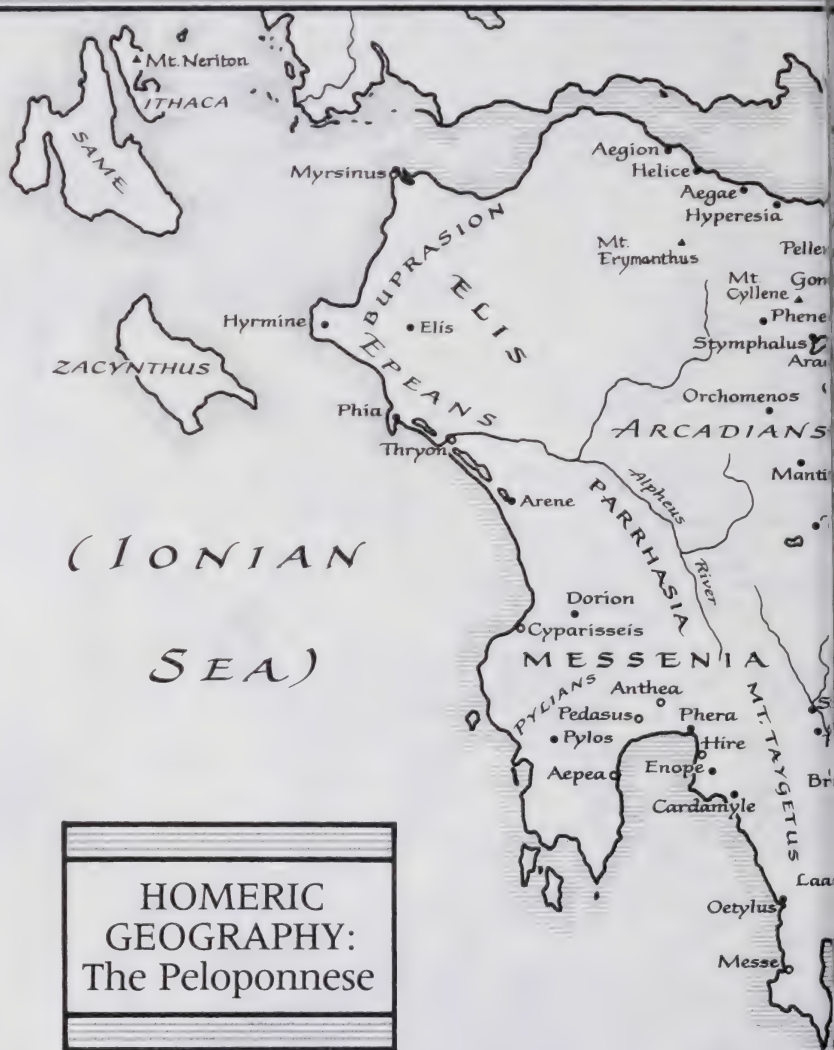 Mt. Neriton
ITHACA
SAME
Aegion
Helice
Myrsinus
Aegae
Hyperesia
BUPRASION
Mt.
Erymanthus
Mt.
Cyllene
ELIS
Hyrmine
Elis
Stymphalus
EPEANS
ZACYNTHUS
Orchomenos
Phia
ARCADIANS
Thryon
Alpheus
River
Arene
PARRHASIA
(IONIAN
SEA)
Dorion
Cyparisseis
MESSENIA
PYLIANS
Anthea
Pedasus
Phera
MT. TAYGETUS
Pylos
Hire
Aepea
Enope
Cardamyle
HOMERIC
GEOGRAPHY:
The Peloponnese
Oetylus
Messe